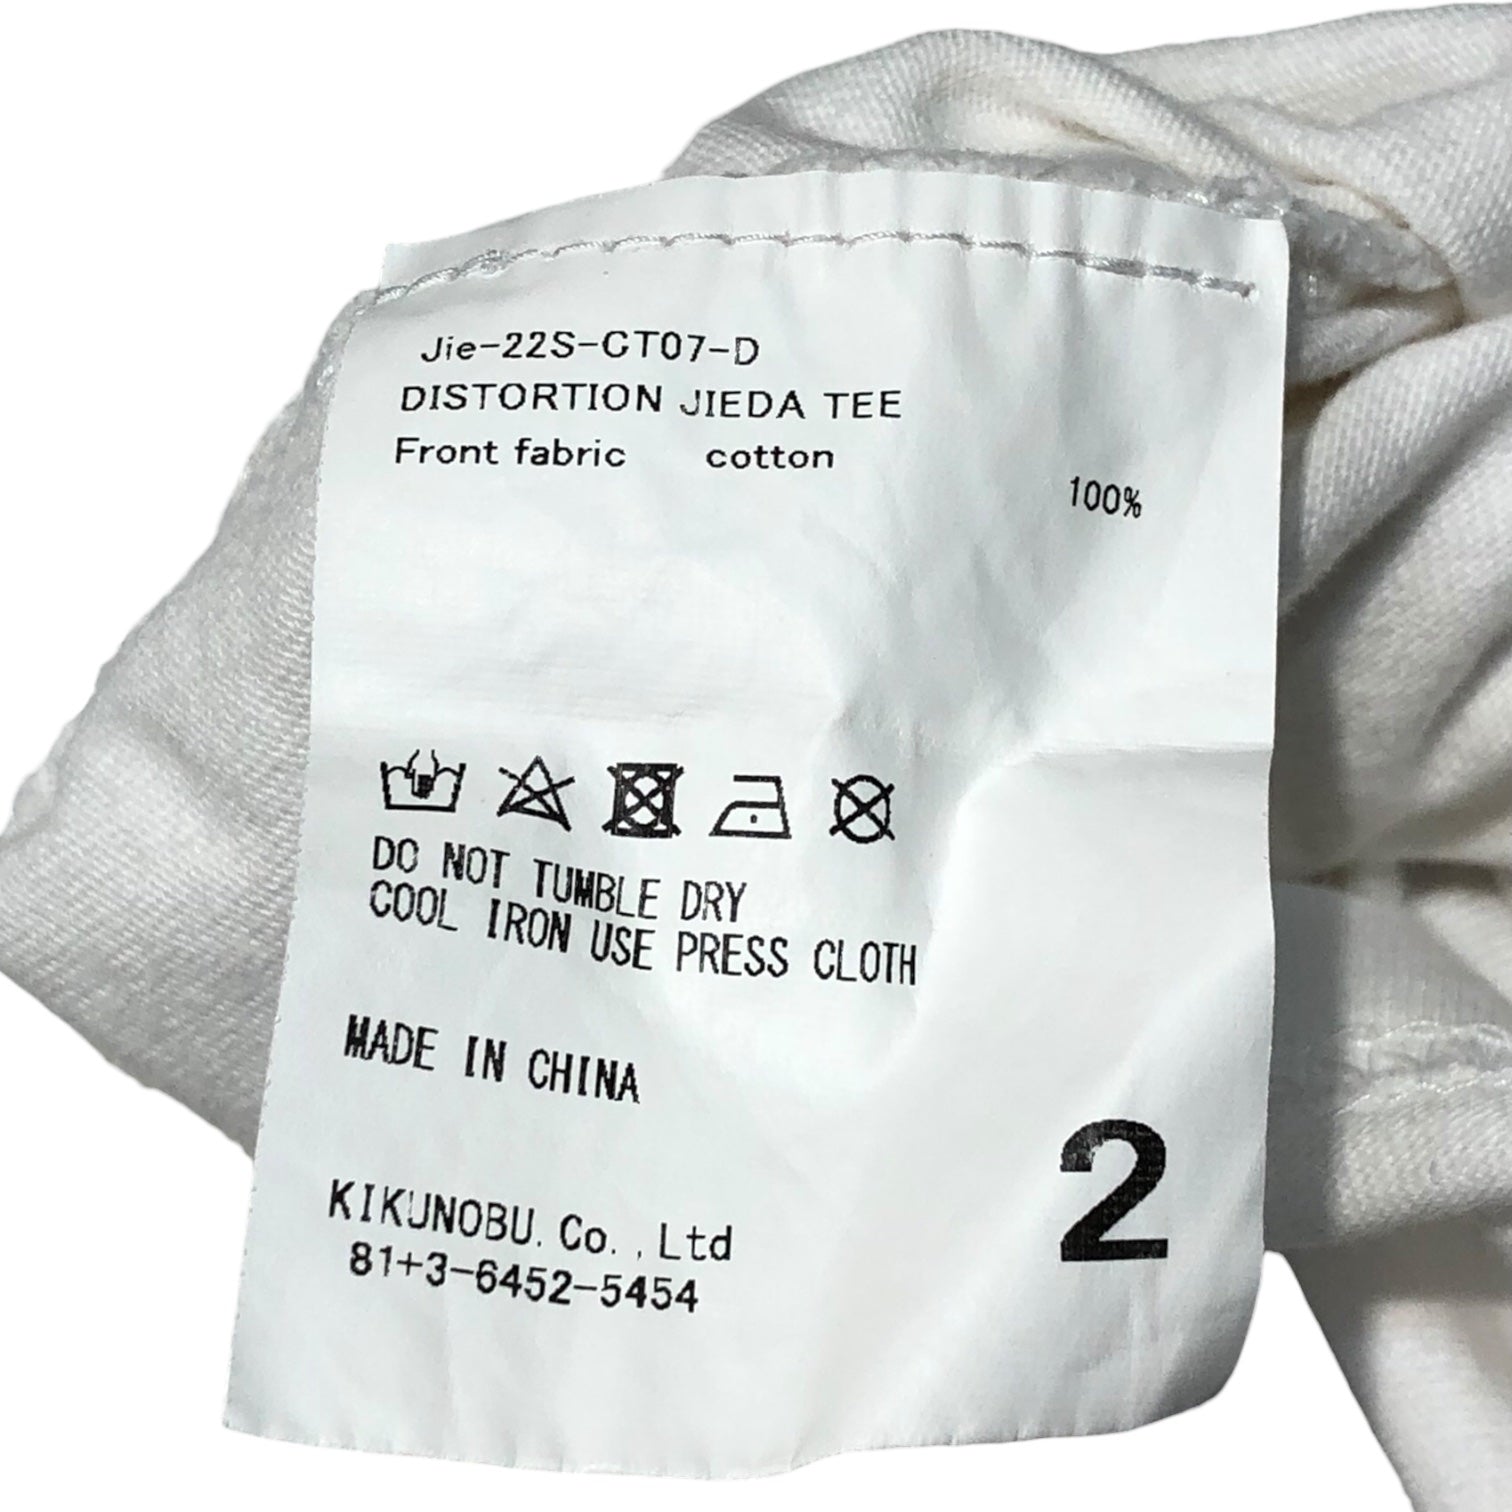 Jie-22S-CT07-D
DISTORTION JIEDA TEE
Front fabric cotton
100%
DO NOT TUMBLE DRY
COOL IRON USE PRESS CLOTH
MADE IN CHINA
2
KIKUNOBU. Co. , Ltd
81+3-6452-5454